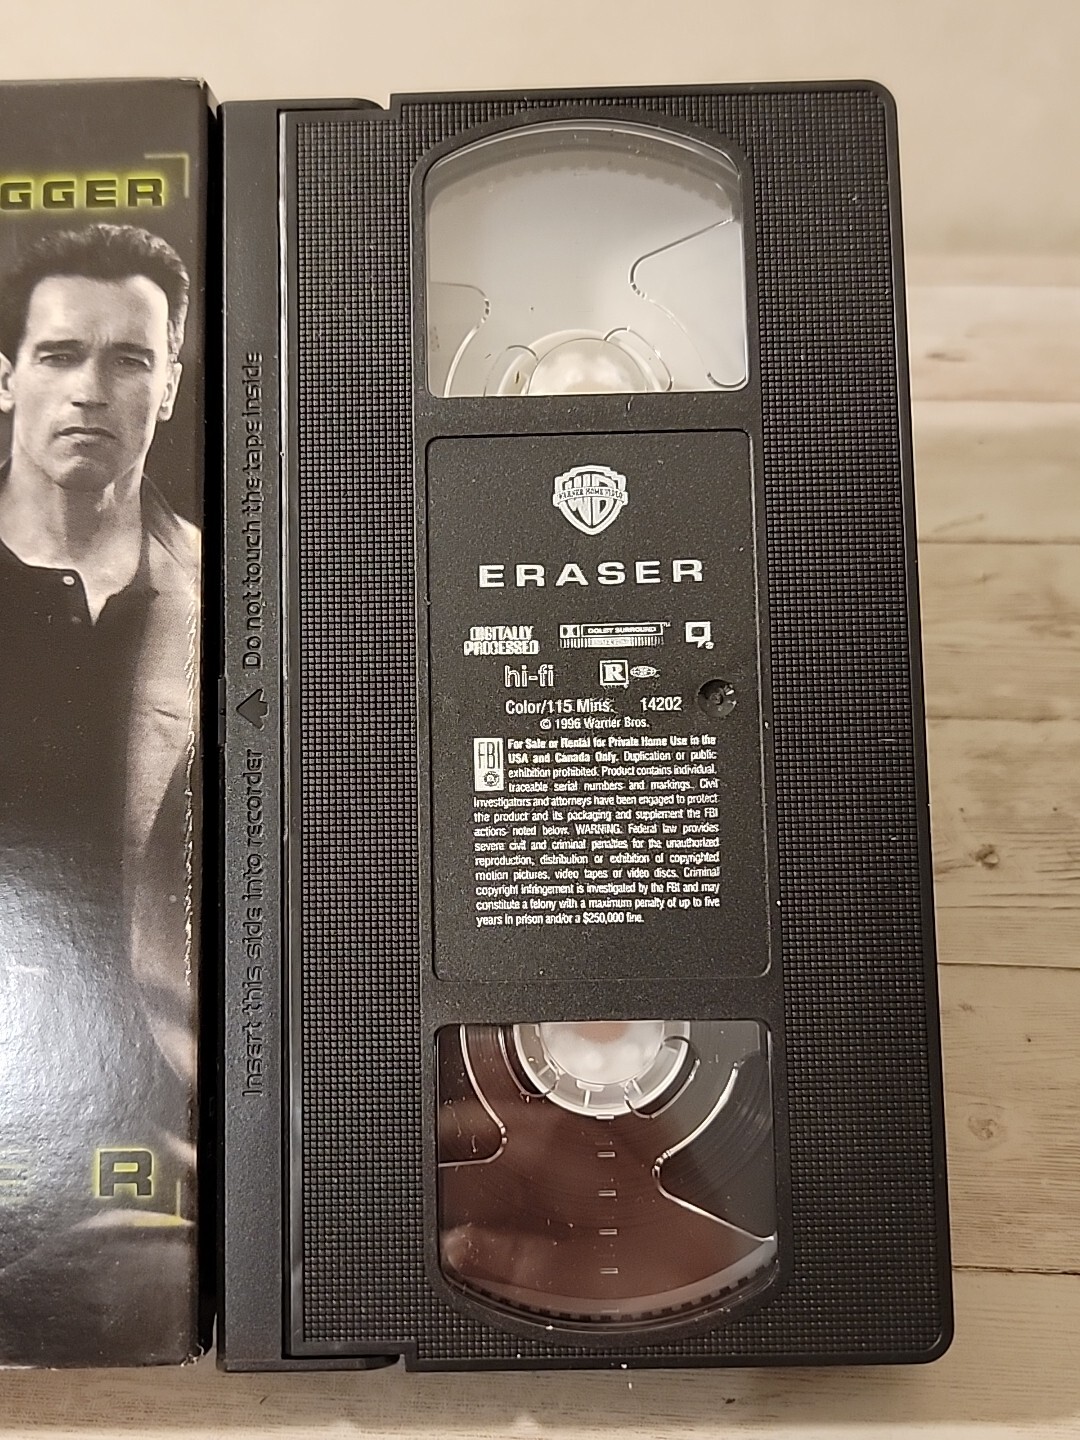 GGER
R
Do not touch the tape inside
Insert this side into recorder
WARNER HOME VIDEO
ERASER
DIGITALLY
PROCESSED
DOLBY SURROUND
hi-fi
R
Color/115 Mins. 14202
© 1996 Warner Bros.
FBI
For Sale or Rental for Private Home Use in the
USA and Canada Only. Duplication or public
exhibition prohibited. Product contains individual,
traceable serial numbers and markings. Civil
Investigators and attorneys have been engaged to protect
the product and its packaging and supplement the FBI
actions noted below. WARNING: Federal law provides
severe civil and criminal penalties for the unauthorized
reproduction, distribution or exhibition of copyrighted
motion pictures, video tapes or video discs. Criminal
copyright infringement is investigated by the FBI and may
constitute a felony with a maximum penalty of up to five
years in prison and/or a $250,000 fine.